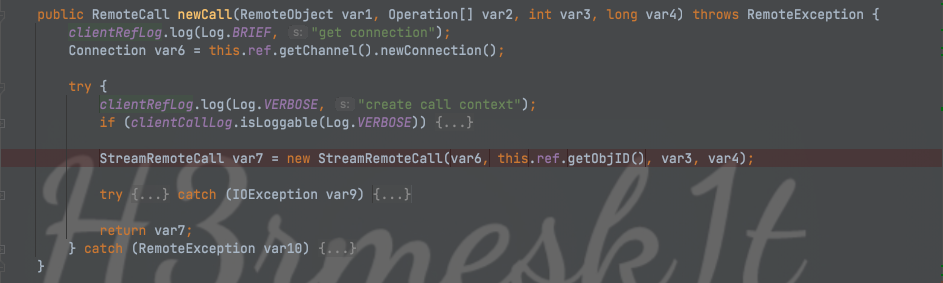 public RemoteCall newCall(RemoteObject var1, Operation[] var2, int var3, long var4) throws RemoteException {
clientRefLog.log(Log.BRIEF, s: "get connection");
Connection var6 = this.ref.getChannel().newConnection();
try {
clientRefLog.log(Log.VERBOSE, s: "create call context");
if (clientCallLog.isLoggable(Log.VERBOSE)) {...}
StreamRemoteCall var7 = new StreamRemoteCall(var6, this.ref.getObjID(), var3, var4);
try {...} catch (IOException var9) {...}
return var7;
} catch (RemoteException var10) {...}
}
H3rmesk1t